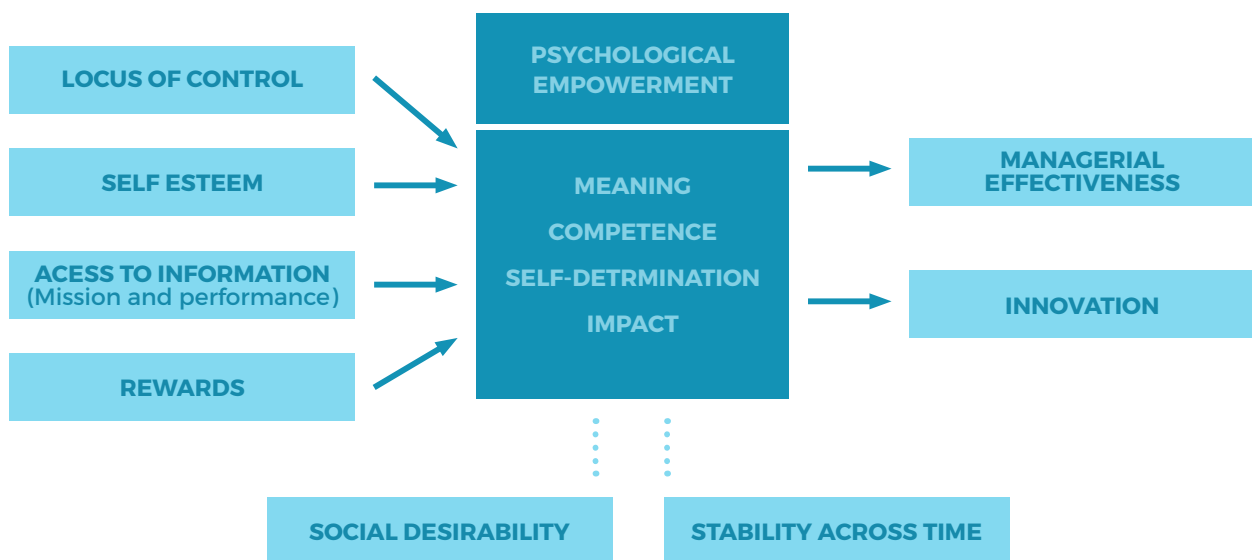 LOCUS OF CONTROL
SELF ESTEEM
ACESS TO INFORMATION
(Mission and performance)
REWARDS
PSYCHOLOGICAL
EMPOWERMENT
MEANING
COMPETENCE
SELF-DETRMINATION
IMPACT
MANAGERIAL
EFFECTIVENESS
INNOVATION
SOCIAL DESIRABILITY
STABILITY ACROSS TIME